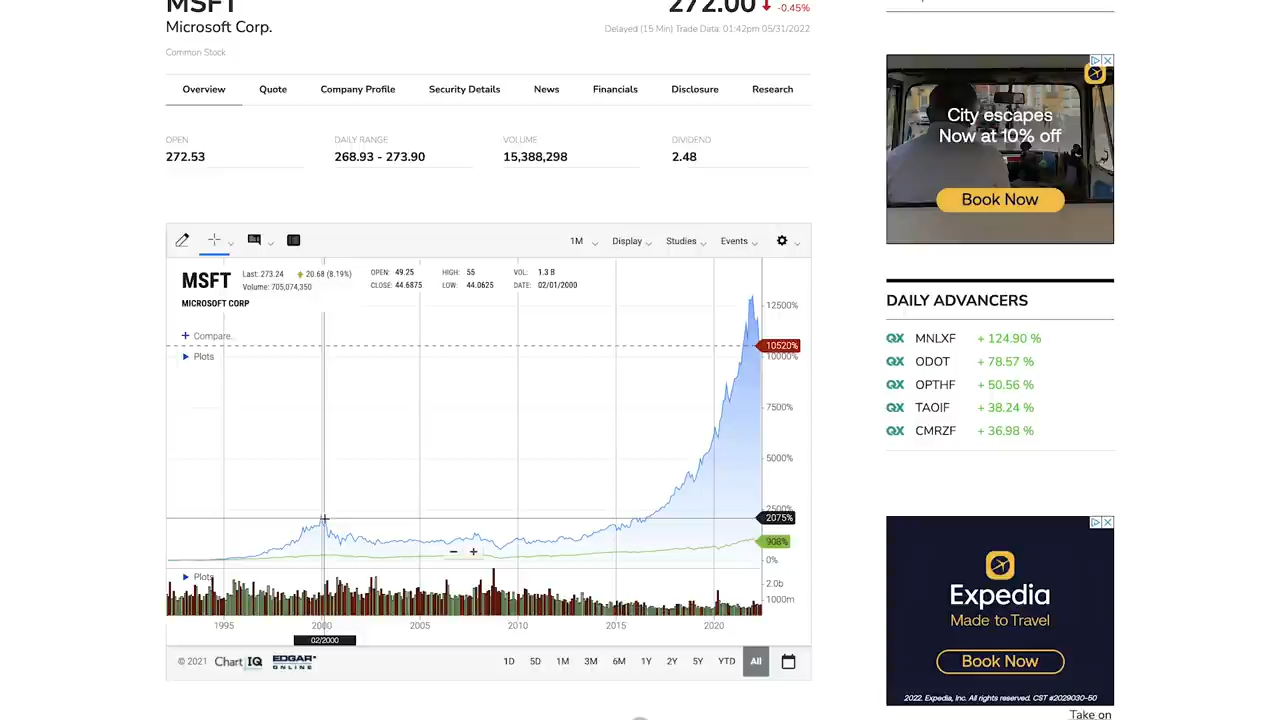 MSFT
272.00 -0.45%
Microsoft Corp.
Delayed (15 Min) Trade Data: 01:42pm 05/31/2022
Common Stock
Overview Quote Company Profile Security Details News Financials Disclosure Research
OPEN DAILY RANGE VOLUME DIVIDEND
272.53 268.93 - 273.90 15,388,298 2.48
1M Display Studies Events
MSFT Last: 273.24 20.68 (8.19%) OPEN: 49.25 HIGH: 55 VOL: 1.3 B
Volume: 705,074,350 CLOSE: 44.6875 LOW: 44.0625 DATE: 02/01/2000
MICROSOFT CORP
+ Compare..
Plots
12500%
10520%
10000%
7500%
5000%
2075%
908%
0%
Plots
2.0b
1000m
1995 2000 2005 2010 2015 2020
02/2000
© 2021 Chart IQ EDGAR ONLINE 1D 5D 1M 3M 6M 1Y 2Y 5Y YTD All
City escapes
Now at 10% off
Book Now
DAILY ADVANCERS
QX MNLXF + 124.90 %
QX ODOT + 78.57 %
QX OPTHF + 50.56 %
QX TAOIF + 38.24 %
QX CMRZF + 36.98 %
Expedia
Made to Travel
Book Now
2022. Expedia, Inc. All rights reserved. CST #2029030-50
Take on